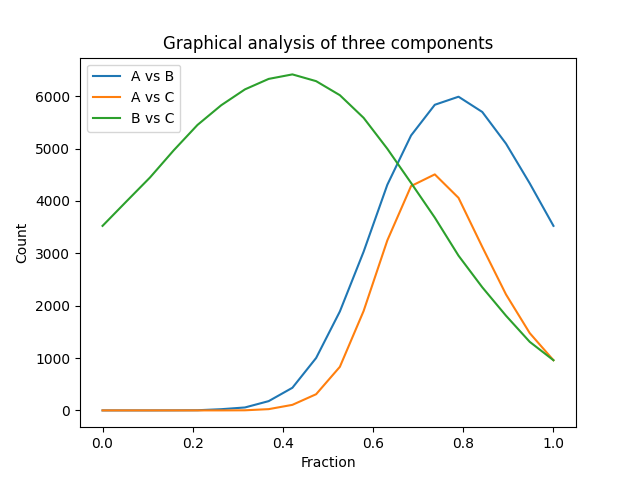 Graphical analysis of three components
A vs B
A vs C
B vs C
Count
6000
5000
4000
3000
2000
1000
0
0.0 0.2 0.4 0.6 0.8 1.0
Fraction